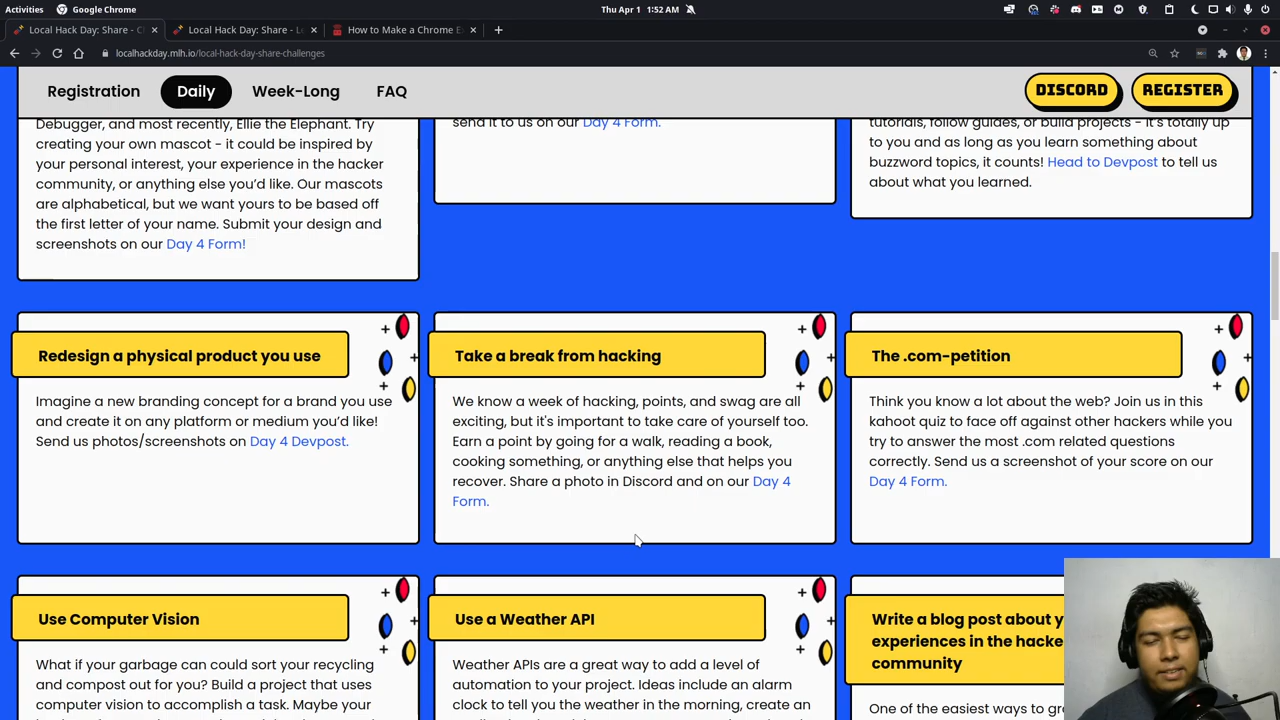 Activities
Google Chrome
Thu Apr 1 1:52 AM
Local Hack Day: Share - C
Local Hack Day: Share - Le
How to Make a Chrome Ex
localhackday.mlh.io/local-hack-day-share-challenges
Registration
Daily
Week-Long
FAQ
DISCORD
REGISTER
Debugger, and most recently, Ellie the Elephant. Try
creating your own mascot - it could be inspired by
your personal interest, your experience in the hacker
community, or anything else you'd like. Our mascots
are alphabetical, but we want yours to be based off
the first letter of your name. Submit your design and
screenshots on our Day 4 Form!
send it to us on our Day 4 Form.
tutorials, follow guides, or build projects - it's totally up
to you and as long as you learn something about
buzzword topics, it counts! Head to Devpost to tell us
about what you learned.
Redesign a physical product you use
Imagine a new branding concept for a brand you use
and create it on any platform or medium you'd like!
Send us photos/screenshots on Day 4 Devpost.
Take a break from hacking
We know a week of hacking, points, and swag are all
exciting, but it's important to take care of yourself too.
Earn a point by going for a walk, reading a book,
cooking something, or anything else that helps you
recover. Share a photo in Discord and on our Day 4
Form.
The .com-petition
Think you know a lot about the web? Join us in this
kahoot quiz to face off against other hackers while you
try to answer the most .com related questions
correctly. Send us a screenshot of your score on our
Day 4 Form.
Use Computer Vision
What if your garbage can could sort your recycling
and compost out for you? Build a project that uses
computer vision to accomplish a task. Maybe your
Use a Weather API
Weather APIs are a great way to add a level of
automation to your project. Ideas include an alarm
clock to tell you the weather in the morning, create an
Write a blog post about y
experiences in the hacke
community
One of the easiest ways to gr